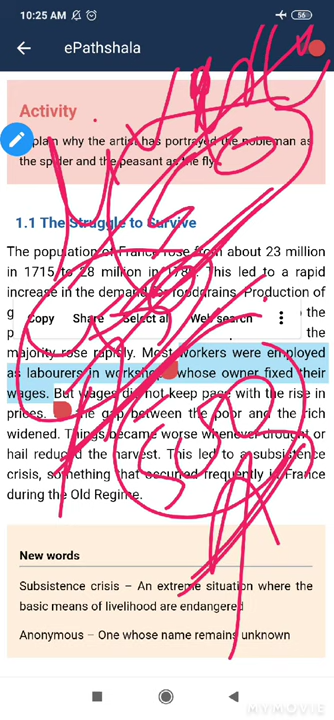 10:25 AM
56
ePathshala
Activity
Explain why the artist has portrayed the nobleman as
the spider and the peasant as the fly.
1.1 The Struggle to Survive
The population of France rose from about 23 million
in 1715 to 28 million in 1789. This led to a rapid
increase in the demand for foodgrains. Production of
g the
Copy Share Select all Web search
p the
majority rose rapidly. Most workers were employed
as labourers in workshops whose owner fixed their
wages. But wages did not keep pace with the rise in
prices. the gap between the poor and the rich
widened. Things became worse whenever drought or
hail reduced the harvest. This led to a subsistence
crisis, something that occurred frequently in France
during the Old Regime.
New words
Subsistence crisis – An extreme situation where the
basic means of livelihood are endangered
Anonymous – One whose name remains unknown
MYMOVIE